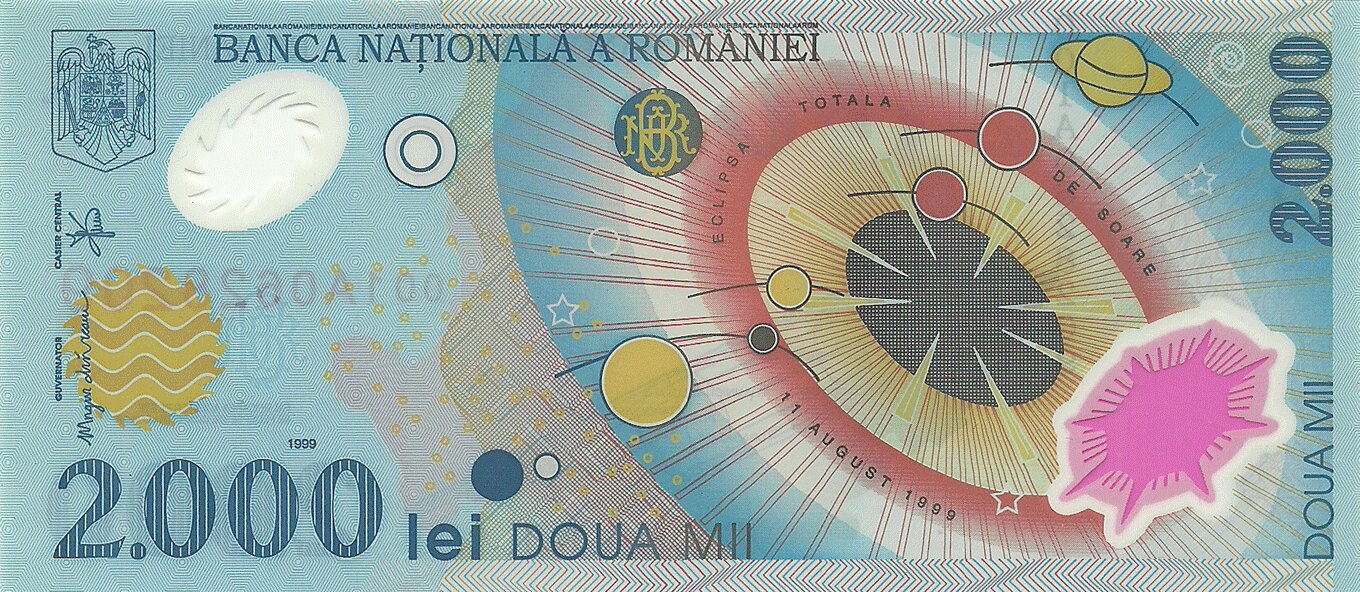 BANCANATIONALAAROMANIEIBANCANATIONALAAROMANIEIBANCANATIONALAAROMANIEIBANCANATIONALAAROMANIEIBANCANATIONALAAROMANIEIBANCANATIONALAAROM
BANCA NAȚIONALĂ A ROMÂNIEI
2.000
ECLIPSA TOTALA DE SOARE
CASIER CENTRAL
GUVERNATOR
11 AUGUST 1999
1999
2.000 lei DOUA MII
DOUA MII